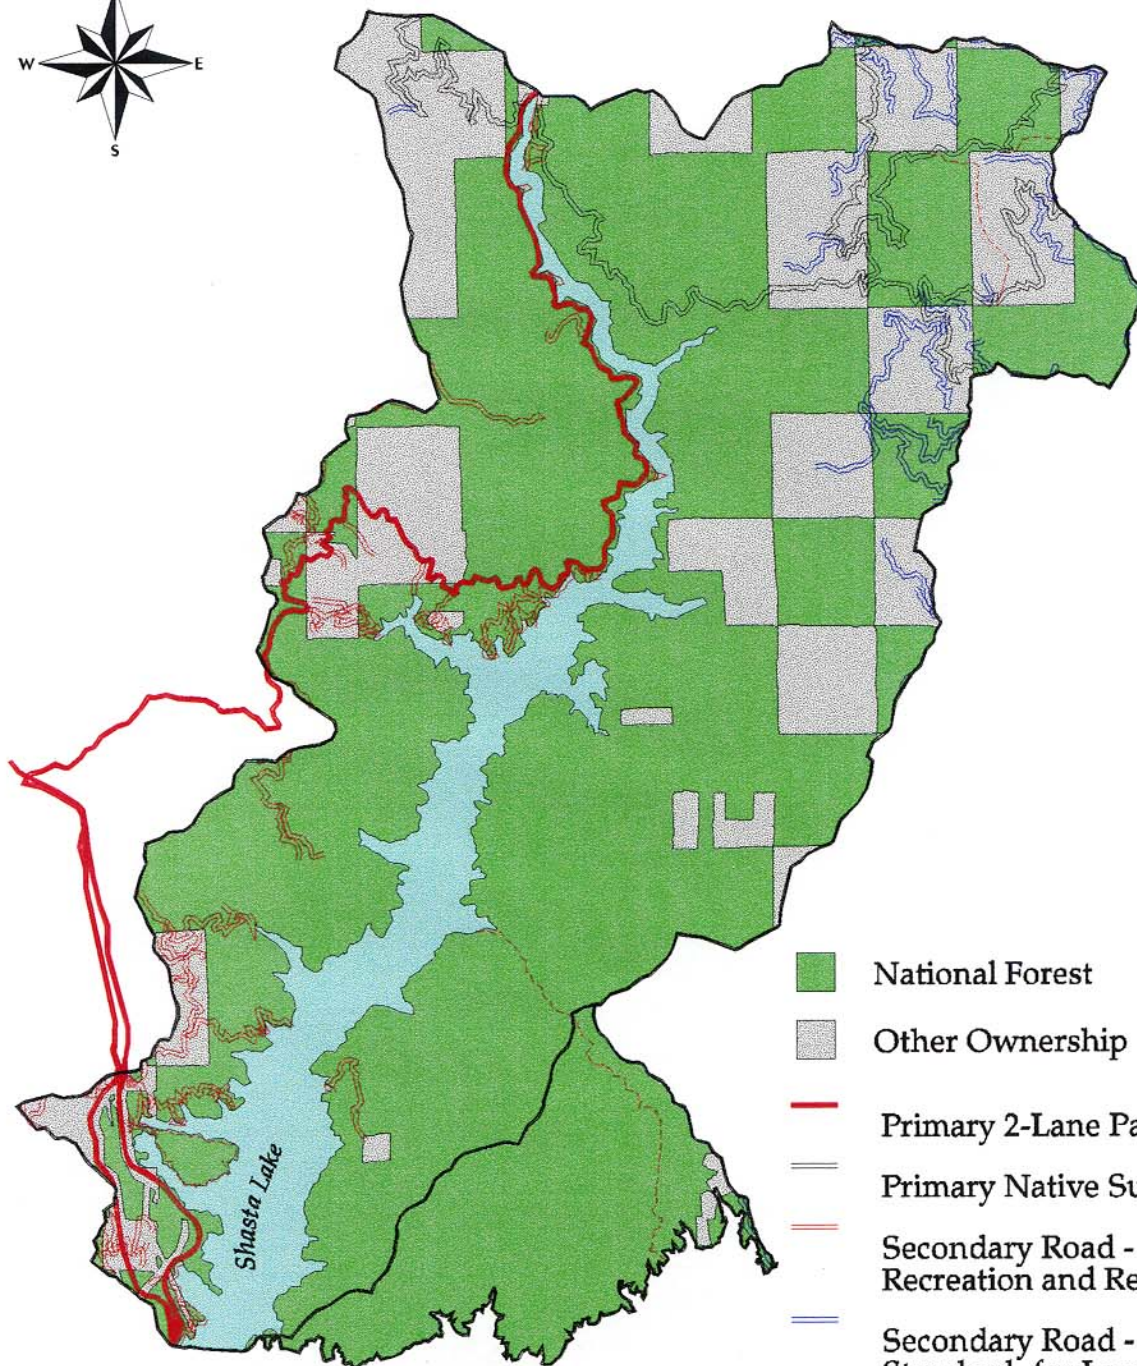 W
E
S
National Forest
Other Ownership
Primary 2-Lane Pa
Primary Native Su
Secondary Road -
Recreation and Re
Secondary Road -
Shasta Lake